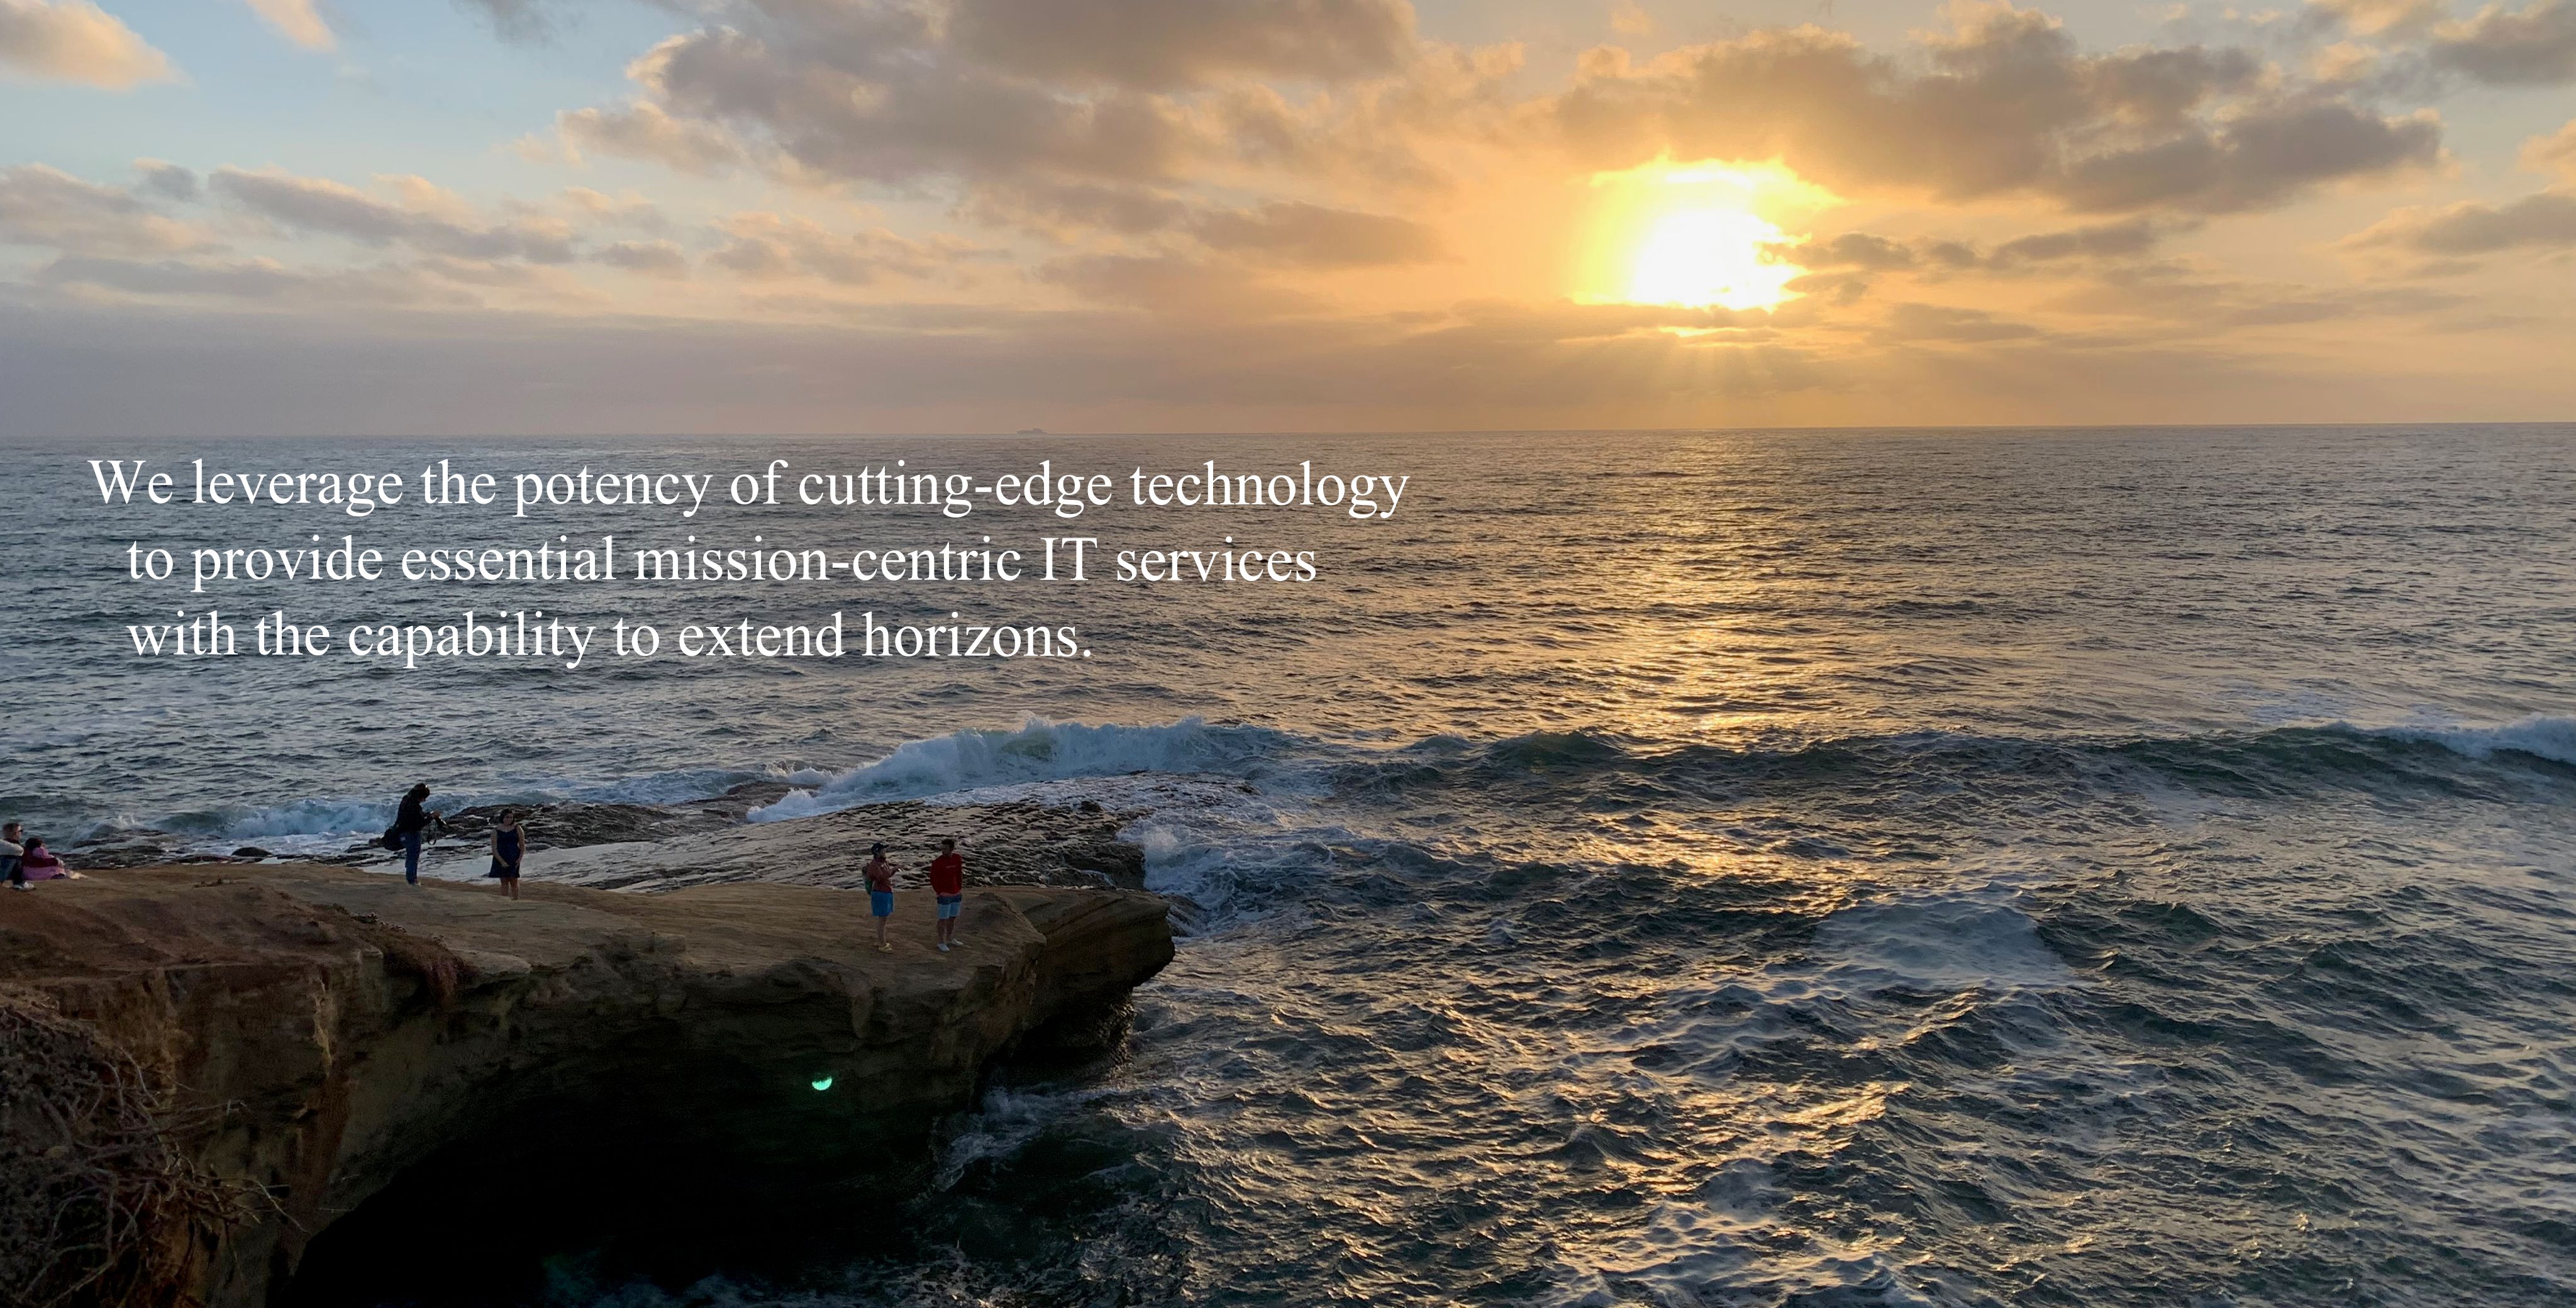 We leverage the potency of cutting-edge technology
to provide essential mission-centric IT services
with the capability to extend horizons.